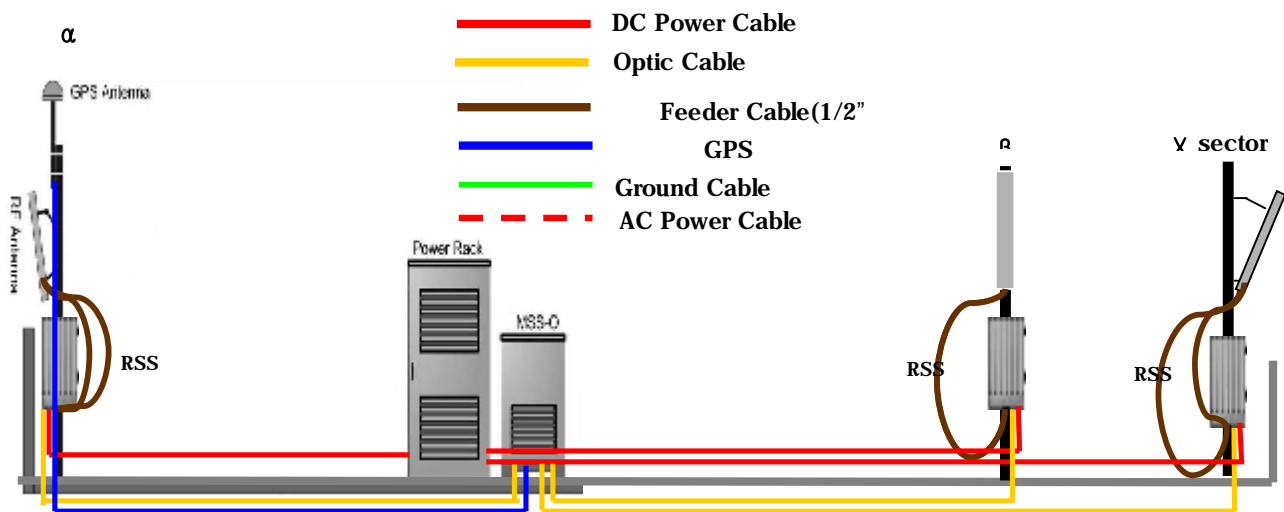 α
DC Power Cable
Optic Cable
GPS Antenna
Feeder Cable(1/2"
GPS
sector
Ground Cable
AC Power Cable
RF Antenna
Power Rack
MSS-O
RSS
RSS
RSS